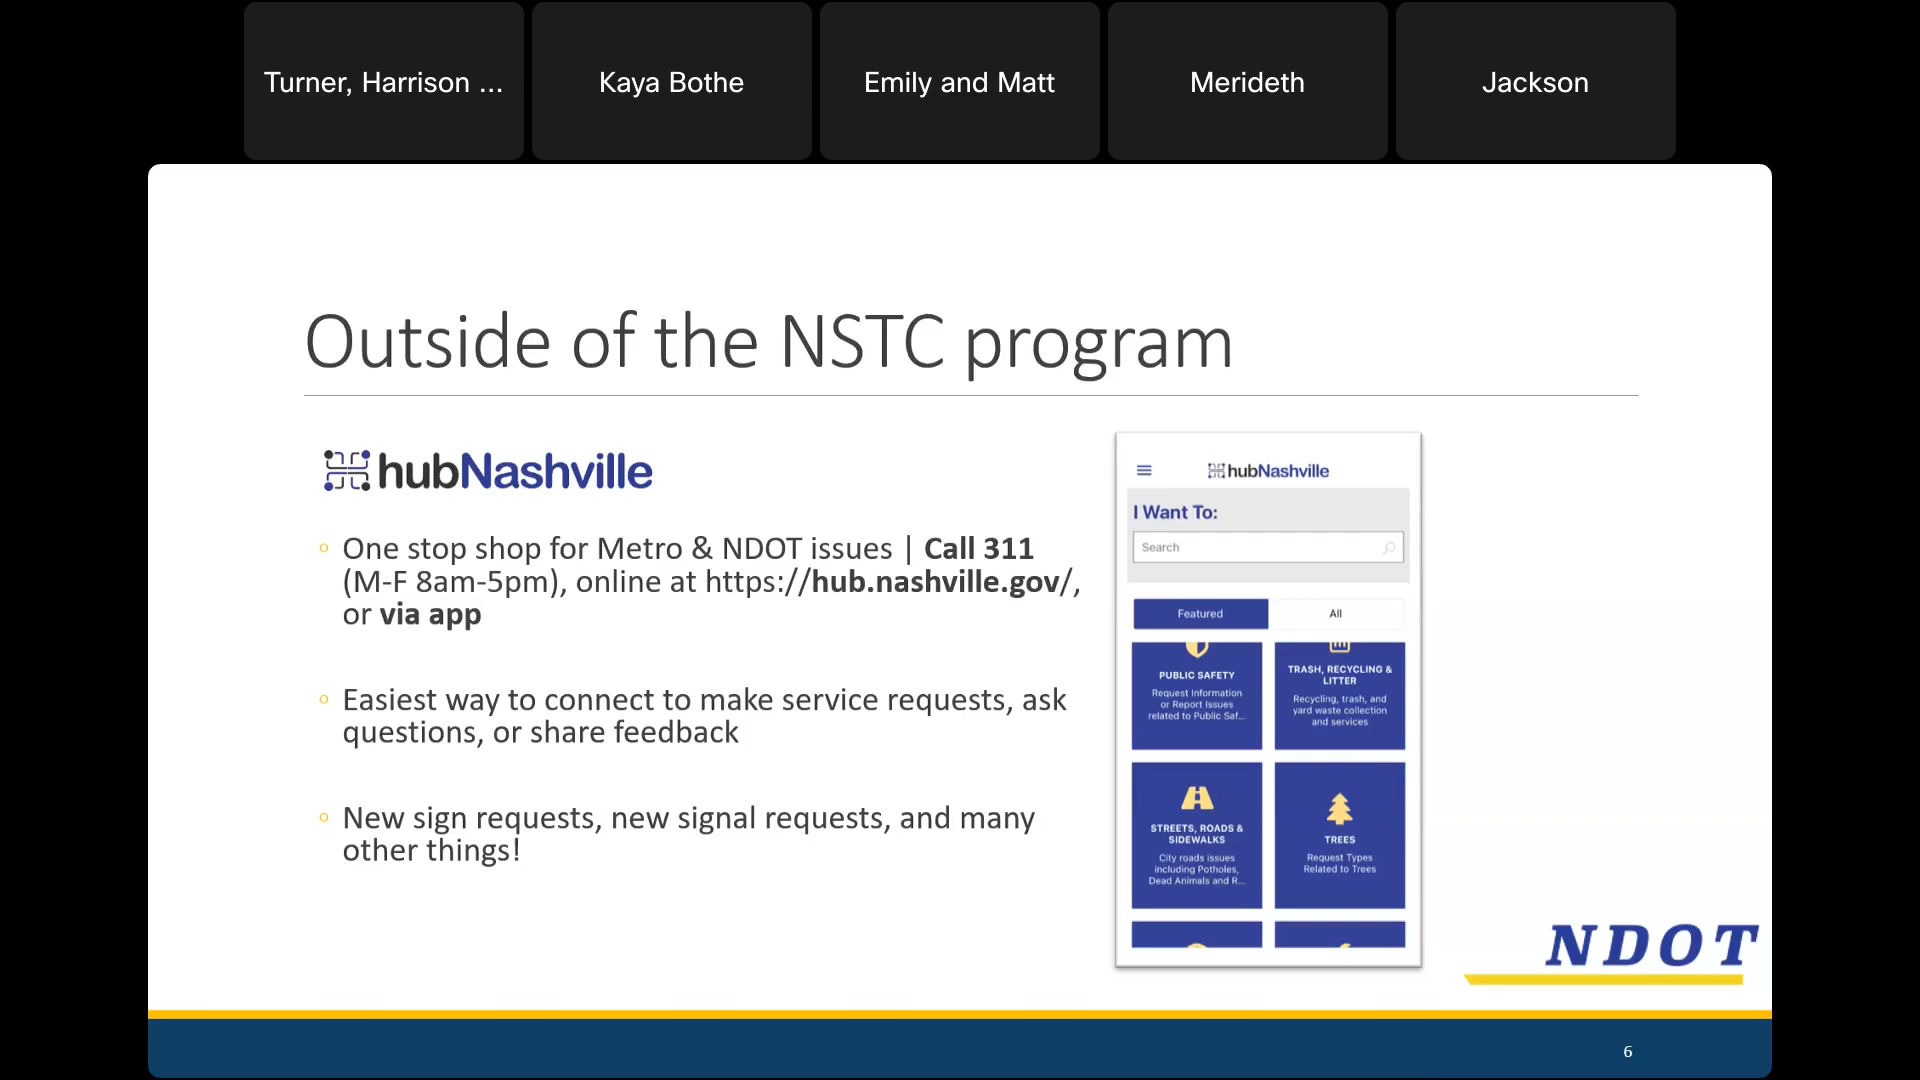 Turner, Harrison ...
Kaya Bothe
Emily and Matt
Merideth
Jackson
Outside of the NSTC program
hubNashville
One stop shop for Metro & NDOT issues | Call 311
(M-F 8am-5pm), online at https://hub.nashville.gov/,
or via app
Easiest way to connect to make service requests, ask
questions, or share feedback
New sign requests, new signal requests, and many
other things!
hubNashville
I Want To:
Search
Featured
All
PUBLIC SAFETY
Request Information
or Report Issues
related to Public Saf...
TRASH, RECYCLING &
LITTER
Recycling, trash, and
yard waste collection
and services
STREETS, ROADS &
SIDEWALKS
City roads issues
including Potholes,
Dead Animals and R...
TREES
Request Types
Related to Trees
NDOT
6